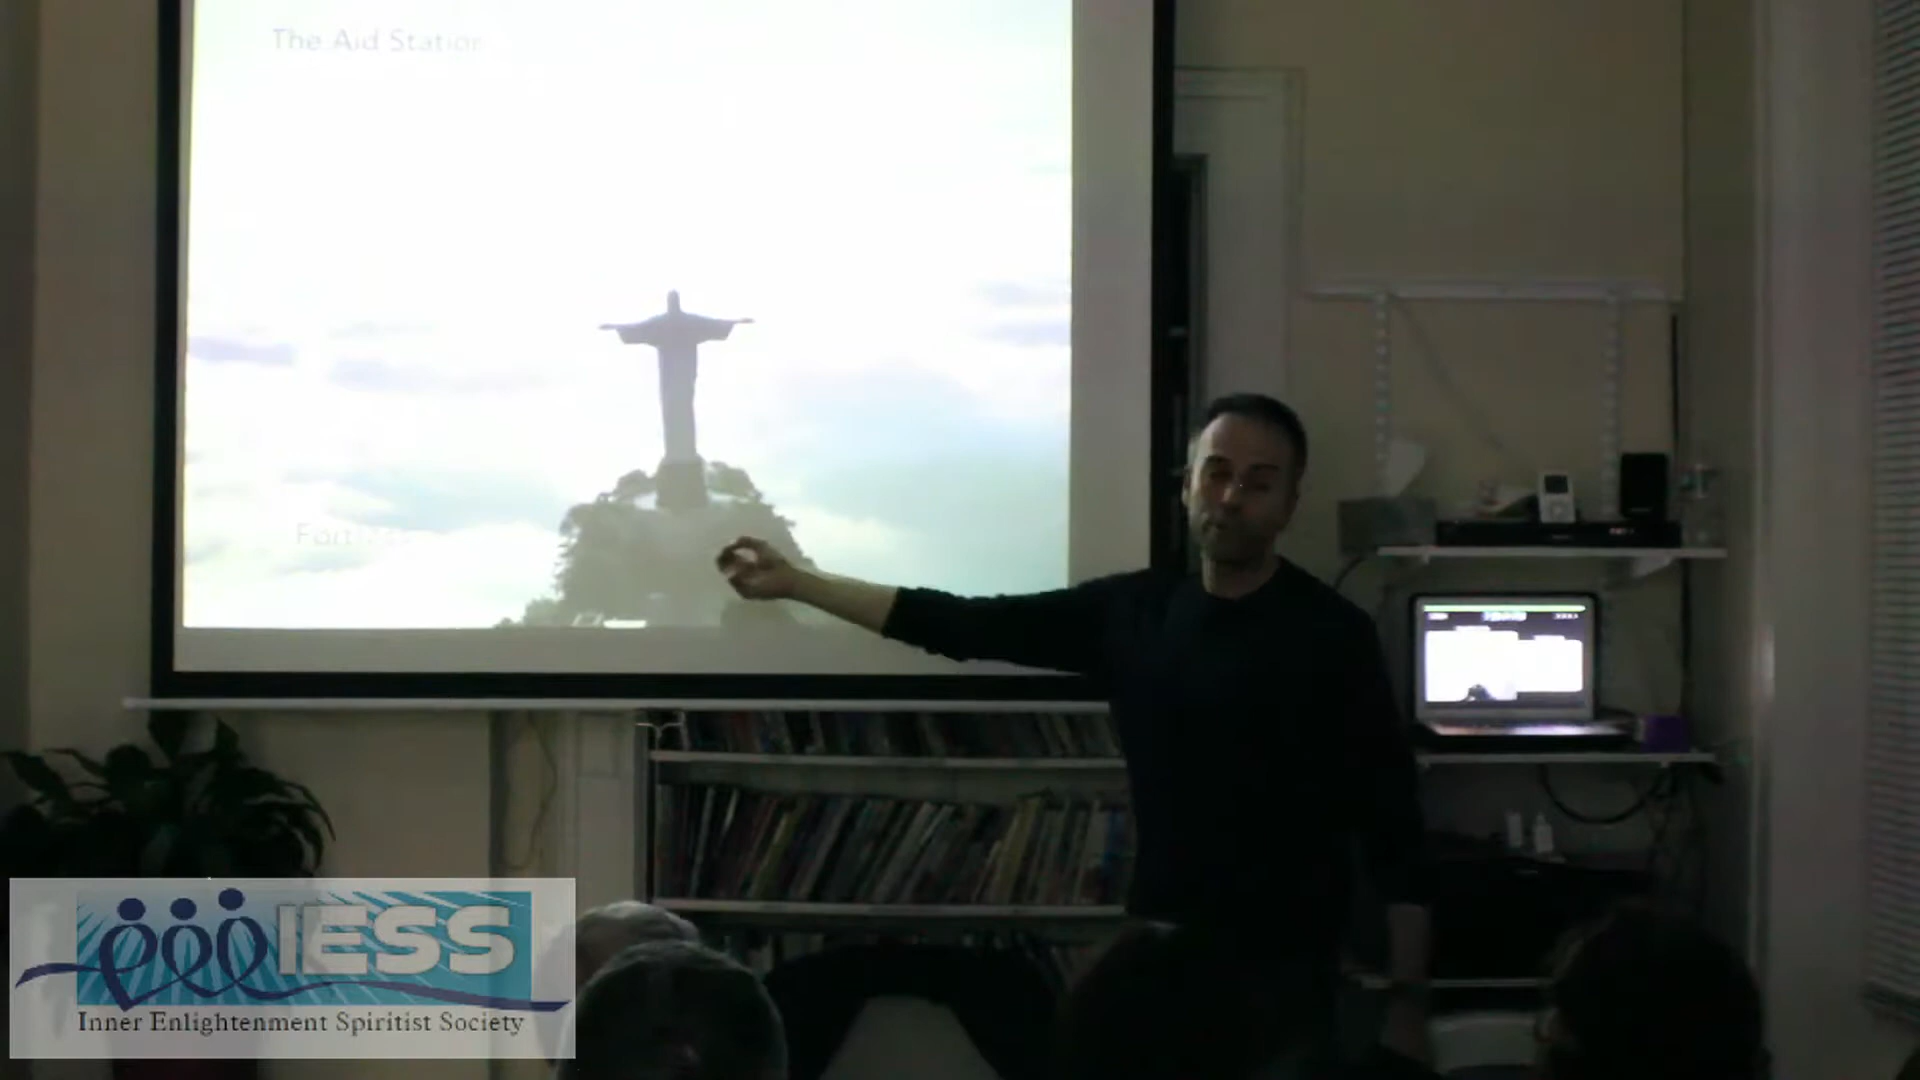 The Aid Station
IESS
Inner Enlightenment Spiritist Society